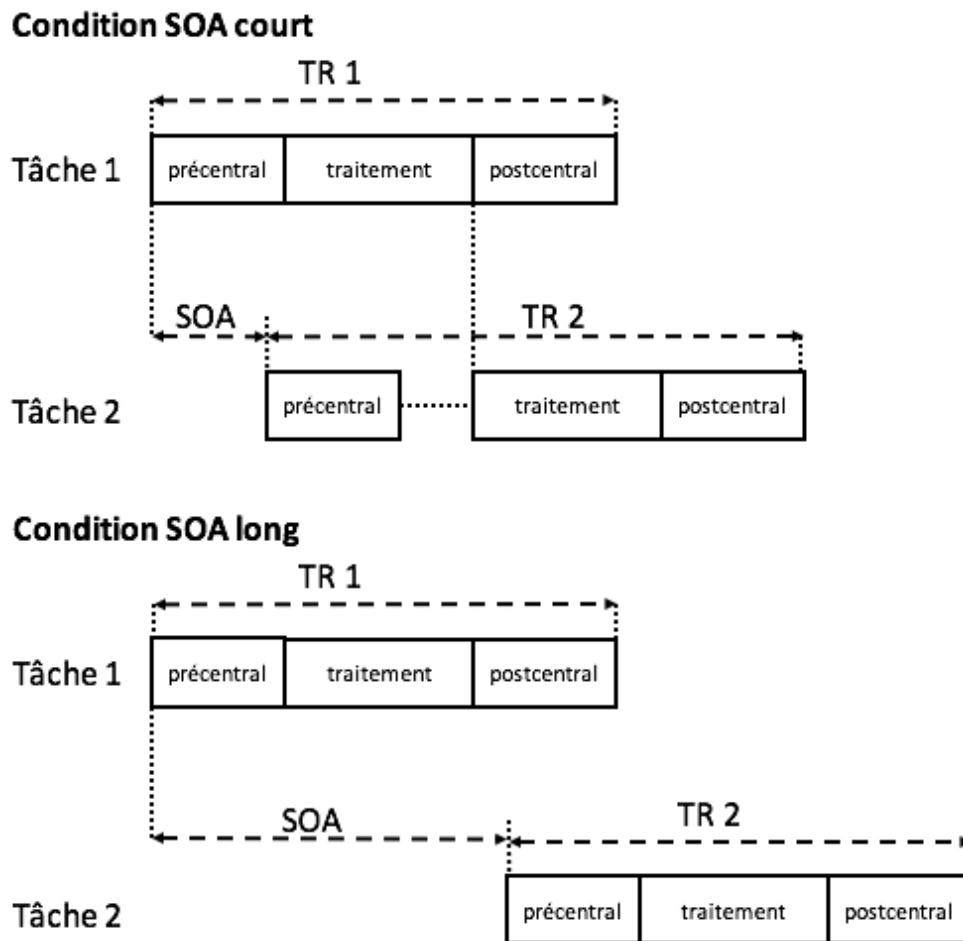 Condition SOA court
TR 1
Tâche 1
précentral traitement postcentral
SOA TR 2
Tâche 2
précentral traitement postcentral
Condition SOA long
TR 1
Tâche 1
précentral traitement postcentral
SOA TR 2
Tâche 2
précentral traitement postcentral